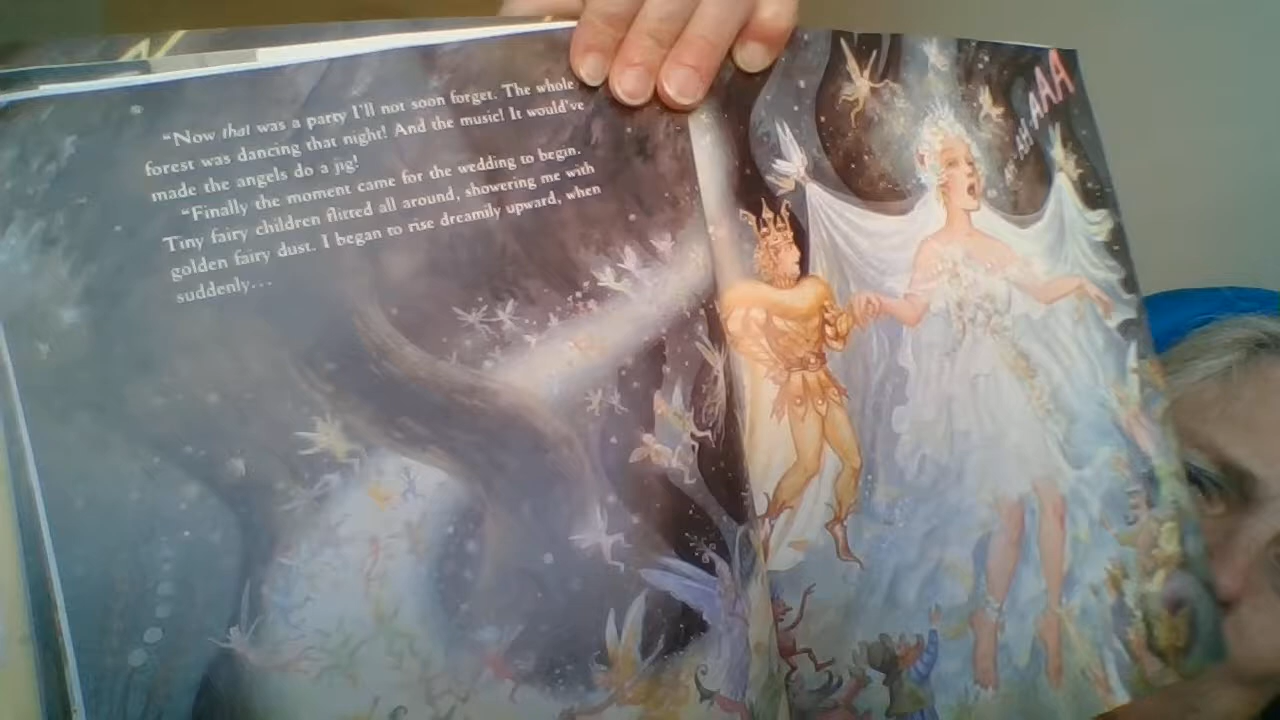 “Now that was a party I’ll not soon forget. The whole
forest was dancing that night! And the music! It would’ve
made the angels do a jig!
“Finally the moment came for the wedding to begin.
Tiny fairy children flitted all around, showering me with
golden fairy dust. I began to rise dreamily upward, when
suddenly...
AH-AH-AAA